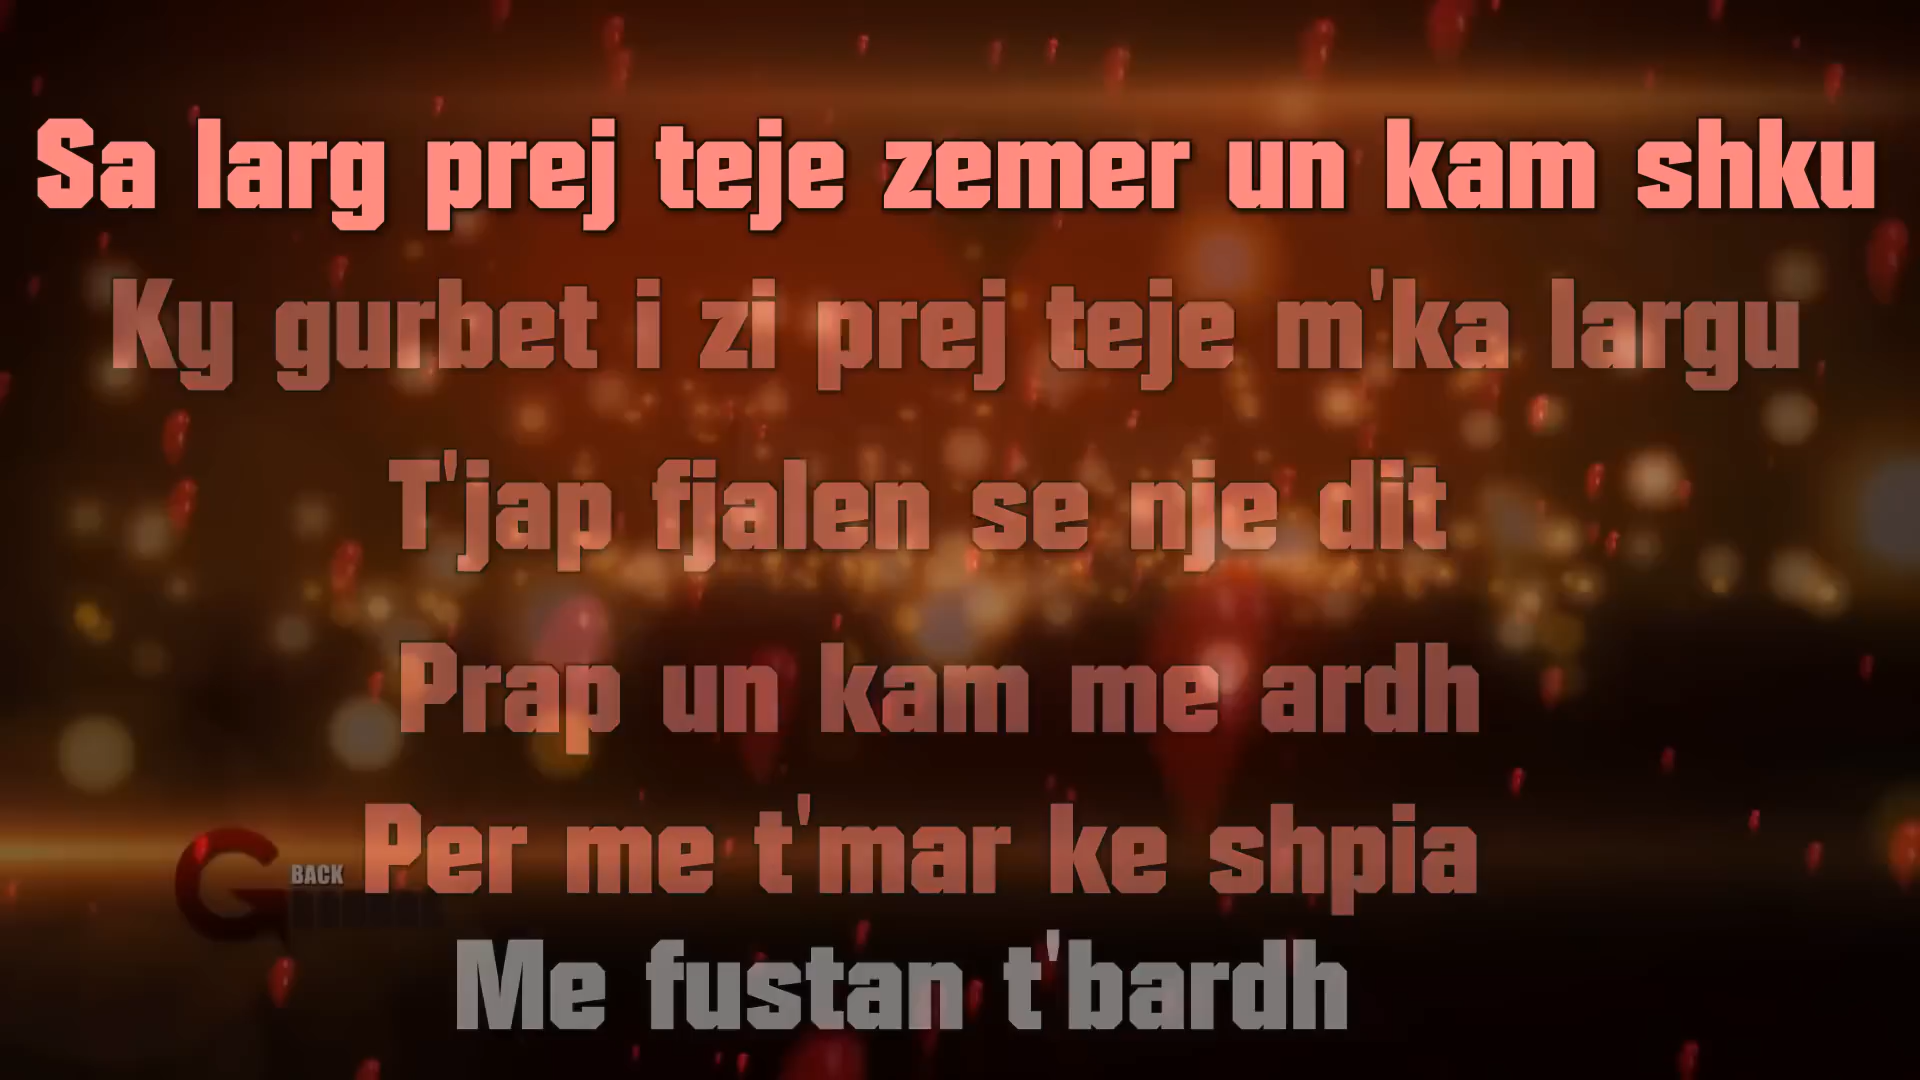 Sa larg prej teje zemer un kam shku
Ky gurbet i zi prej teje m'ka largu
T'jap fjalen se nje dit
Prap un kam me ardh
Per me t'mar ke shpia
BACK
Me fustan t'bardh